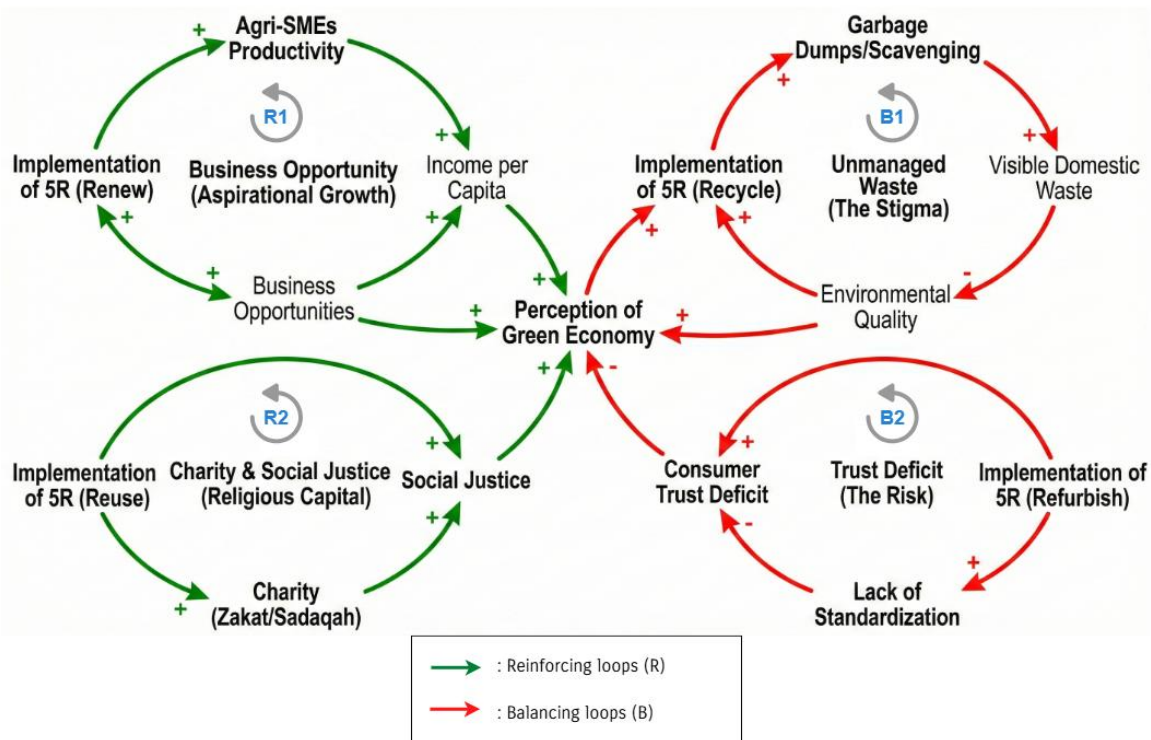 Agri-SMEs
Productivity
+
R1
+
Implementation
of 5R (Renew)
Business Opportunity
(Aspirational Growth)
Income per
Capita
+
+
+
Business
Opportunities
+
+
Garbage
Dumps/Scavenging
+
B1
+
Implementation
of 5R (Recycle)
Unmanaged
Waste
(The Stigma)
Visible Domestic
Waste
+
+
-
Environmental
Quality
+
Perception of
Green Economy
+
-
R2
+
Implementation
of 5R (Reuse)
Charity & Social Justice
(Religious Capital)
Social Justice
+
+
Charity
(Zakat/Sadaqah)
B2
+
Consumer
Trust Deficit
Trust Deficit
(The Risk)
Implementation of
5R (Refurbish)
-
+
Lack of
Standardization
: Reinforcing loops (R)
: Balancing loops (B)